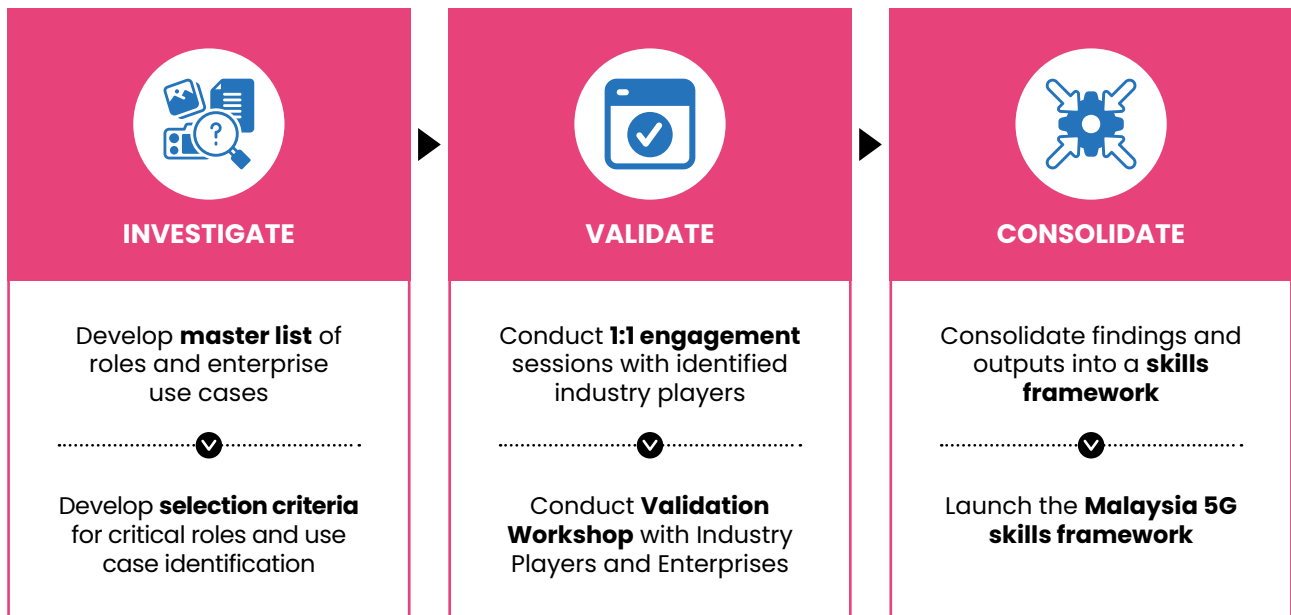 INVESTIGATE
Develop master list of
roles and enterprise
use cases
Develop selection criteria
for critical roles and use
case identification
VALIDATE
Conduct 1:1 engagement
sessions with identified
industry players
Conduct Validation
Workshop with Industry
Players and Enterprises
CONSOLIDATE
Consolidate findings and
outputs into a skills
framework
Launch the Malaysia 5G
skills framework